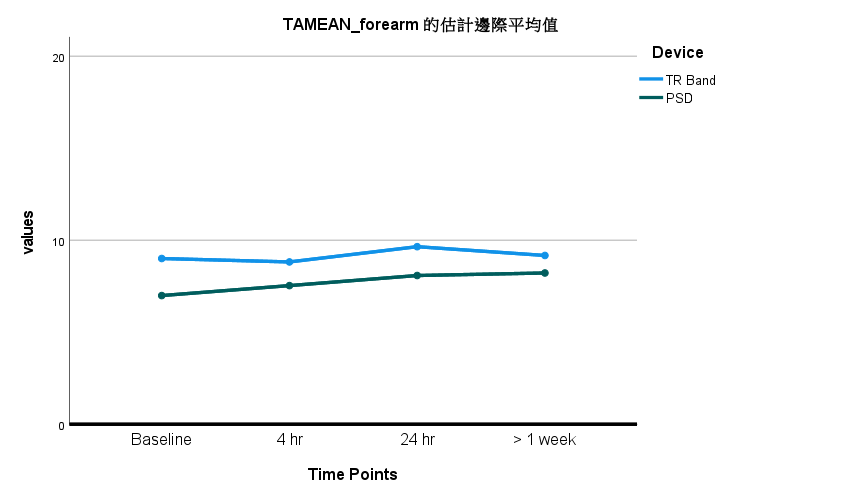 TAMEAN_forearm 的估計邊際平均值
Device
TR Band
PSD
20
10
0
values
Baseline
4 hr
24 hr
> 1 week
Time Points